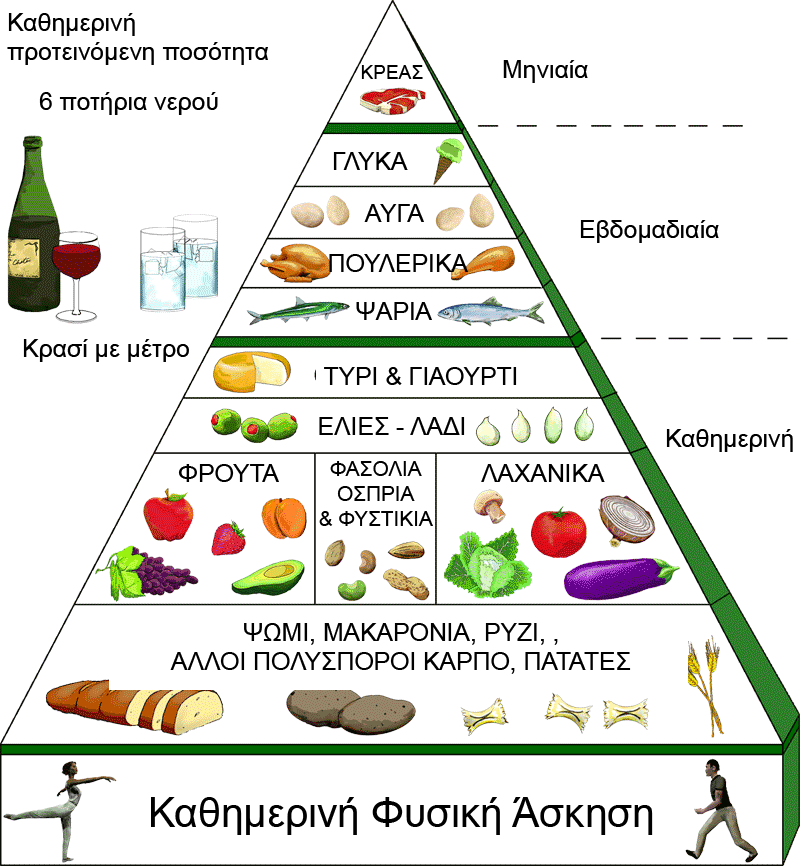 Καθημερινή
προτεινόμενη ποσότητα
6 ποτήρια νερού
Κρασί με μέτρο
ΚΡΕΑΣ
Μηνιαία
ΓΛΥΚΑ
ΑΥΓΑ
ΠΟΥΛΕΡΙΚΑ
ΨΑΡΙΑ
Εβδομαδιαία
ΤΥΡΙ & ΓΙΑΟΥΡΤΙ
ΕΛΙΕΣ - ΛΑΔΙ
Καθημερινή
ΦΡΟΥΤΑ
ΦΑΣΟΛΙΑ
ΟΣΠΡΙΑ
& ΦΥΣΤΙΚΙΑ
ΛΑΧΑΝΙΚΑ
ΨΩΜΙ, ΜΑΚΑΡΟΝΙΑ, ΡΥΖΙ, ,
ΑΛΛΟΙ ΠΟΛΥΣΠΟΡΟΙ ΚΑΡΠΟ, ΠΑΤΑΤΕΣ
Καθημερινή Φυσική Άσκηση